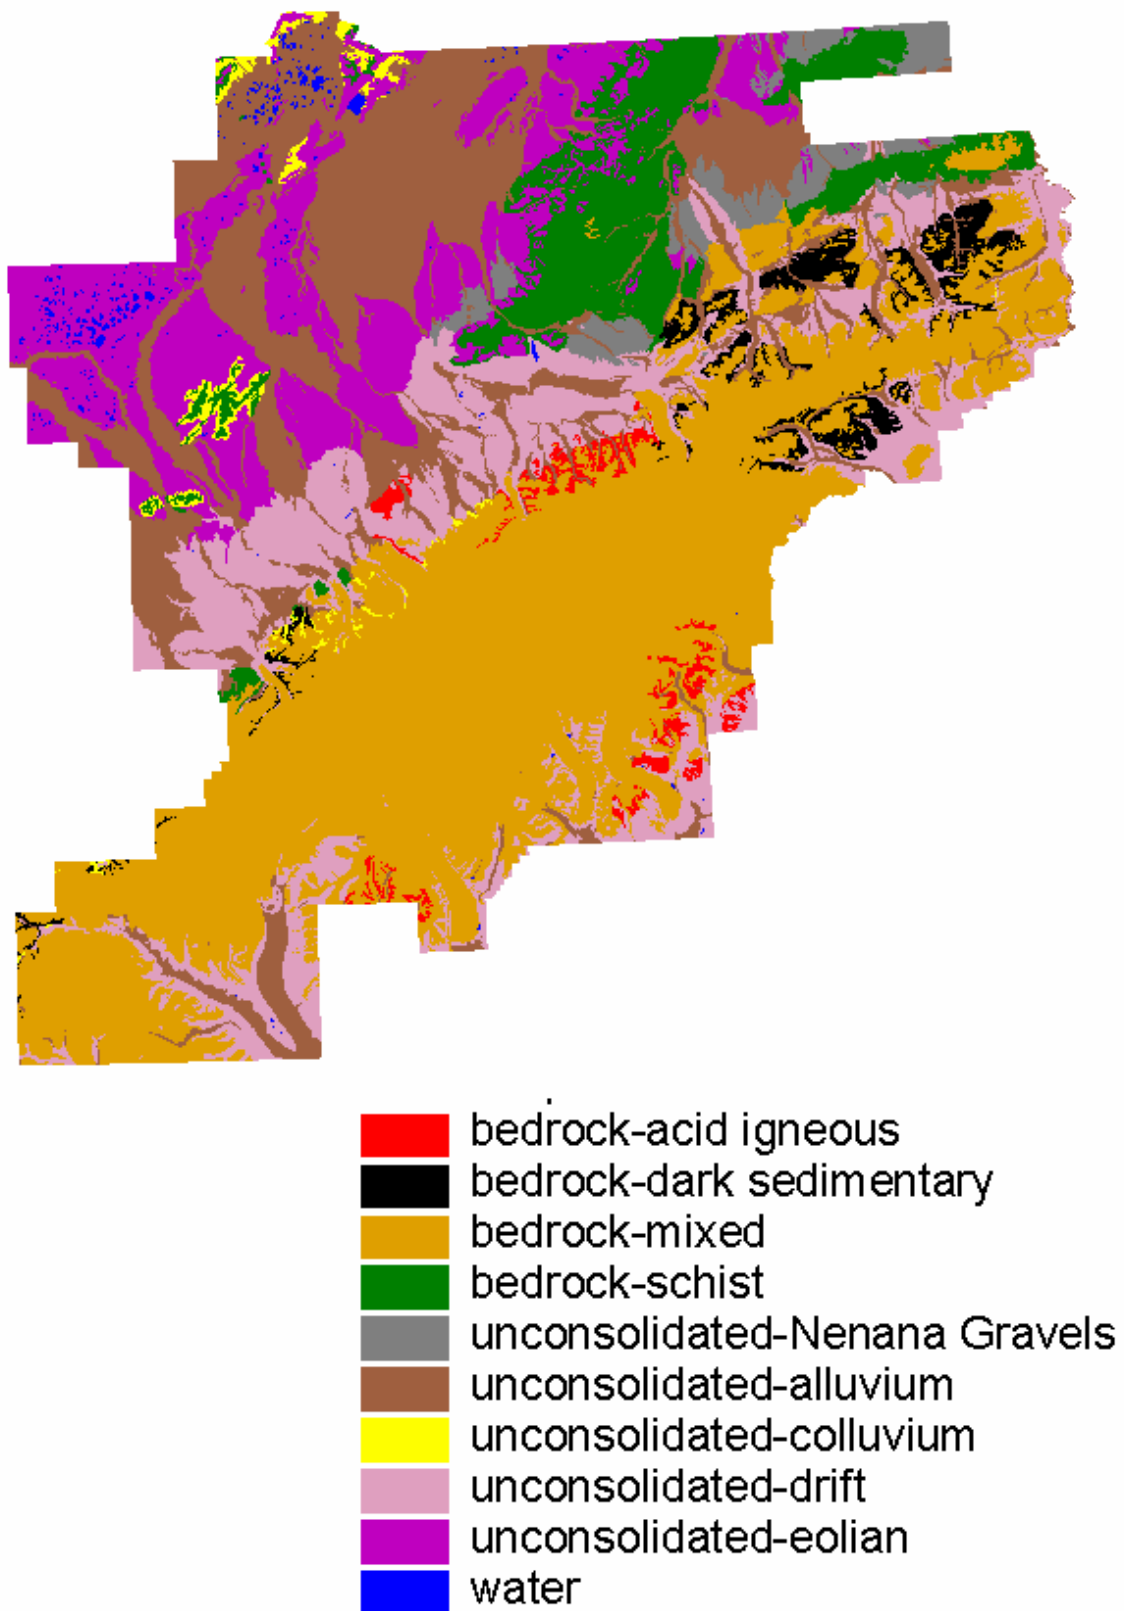 bedrock-acid igneous
bedrock-dark sedimentary
bedrock-mixed
bedrock-schist
unconsolidated-Nenana Gravels
unconsolidated-alluvium
unconsolidated-colluvium
unconsolidated-drift
unconsolidated-eolian
water